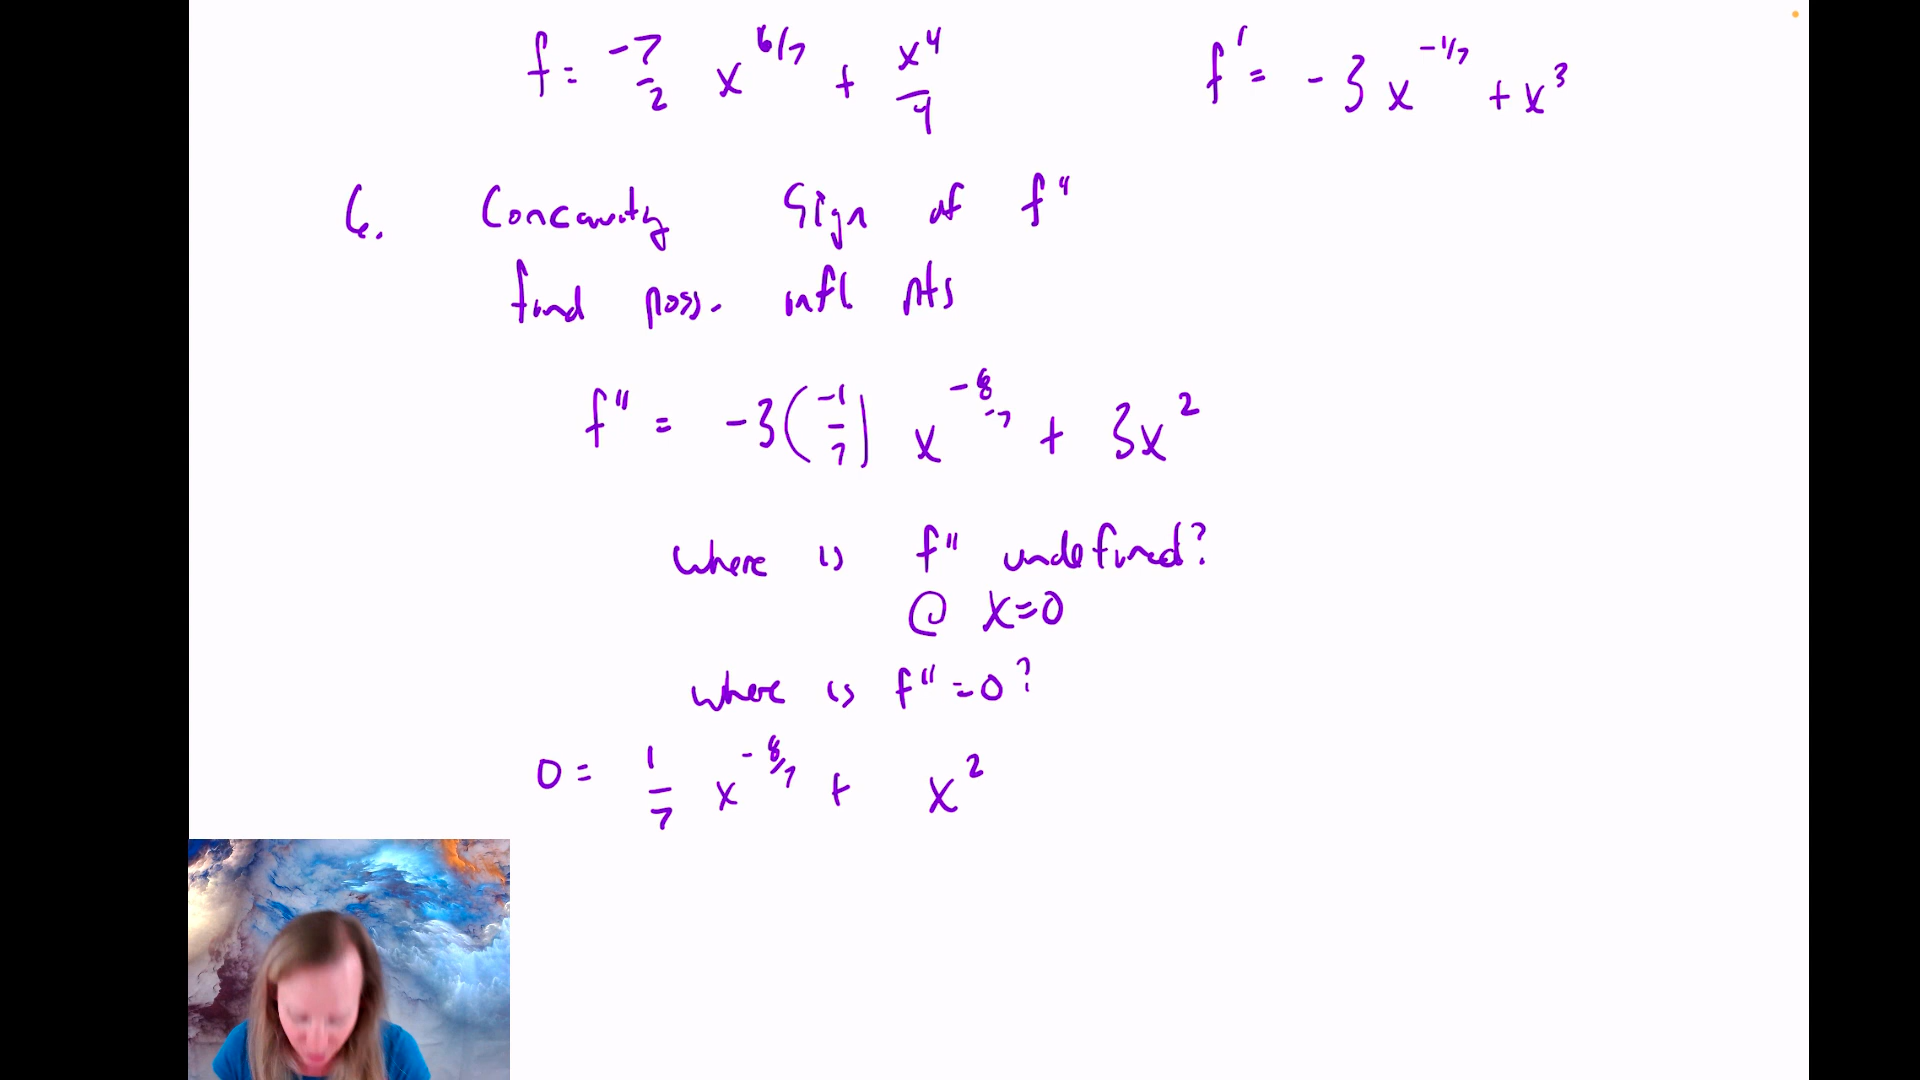 f = -7/2 x^{6/7} + x^4/4 f' = -3x^{-1/7} + x^3
6. Concavity Sign of f"
find poss. infl pts
f" = -3(-1/7) x^{-8/7} + 3x^2
where is f" undefined?
@ x=0
where is f"=0?
0 = 1/7 x^{-8/7} + x^2